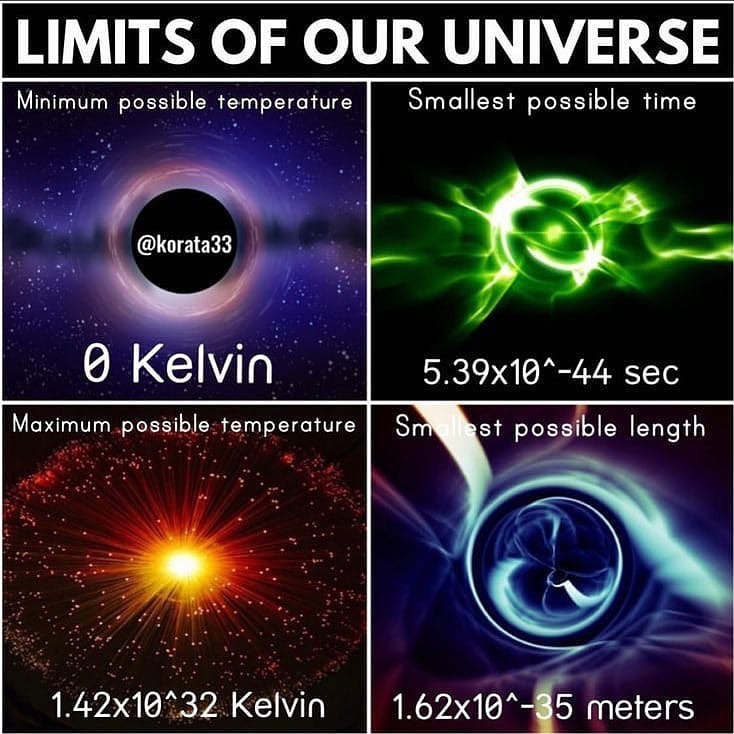 LIMITS OF OUR UNIVERSE
Minimum possible temperature
@korata33
0 Kelvin
Smallest possible time
5.39x10^-44 sec
Maximum possible temperature
1.42x10^32 Kelvin
Smallest possible length
1.62x10^-35 meters